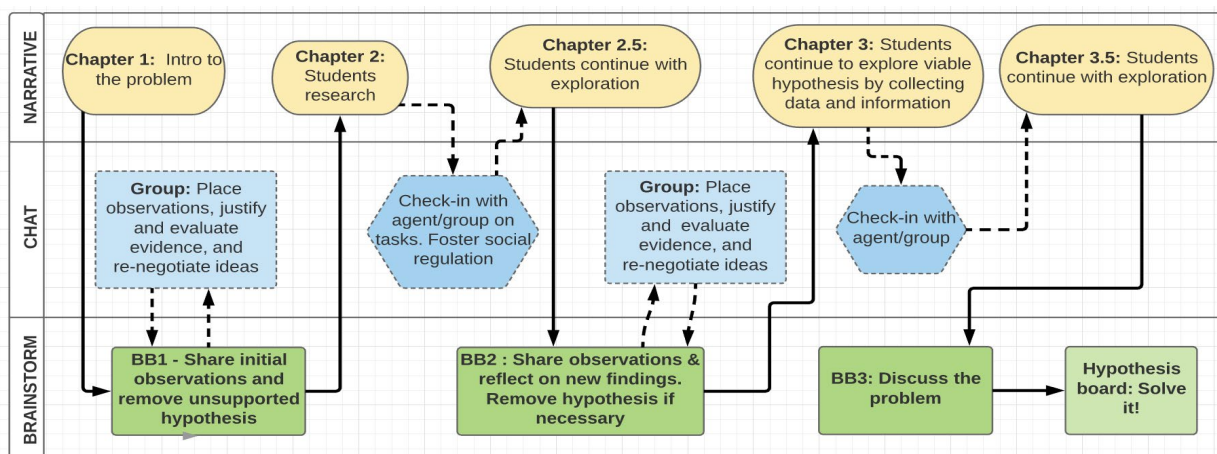 NARRATIVE
Chapter 1: Intro to
the problem
Chapter 2:
Students
research
Chapter 2.5:
Students continue with
exploration
Chapter 3: Students
continue to explore viable
hypothesis by collecting
data and information
Chapter 3.5: Students
continue with exploration
CHAT
Group: Place
observations, justify
and evaluate
evidence, and
re-negotiate ideas
Check-in with
agent/group on
tasks. Foster social
regulation
Group: Place
observations, justify
and evaluate
evidence, and
re-negotiate ideas
Check-in with
agent/group
BRAINSTORM
BB1 - Share initial
observations and
remove unsupported
hypothesis
BB2 : Share observations &
reflect on new findings.
Remove hypothesis if
necessary
BB3: Discuss the
problem
Hypothesis
board: Solve
it!